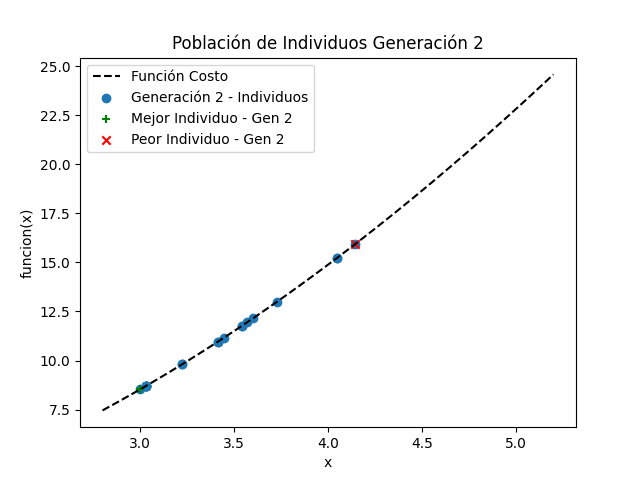 Población de Individuos Generación 2
25.0
22.5
20.0
17.5
15.0
12.5
10.0
7.5
funcion(x)
Función Costo
Generación 2 - Individuos
Mejor Individuo - Gen 2
Peor Individuo - Gen 2
3.0 3.5 4.0 4.5 5.0
x